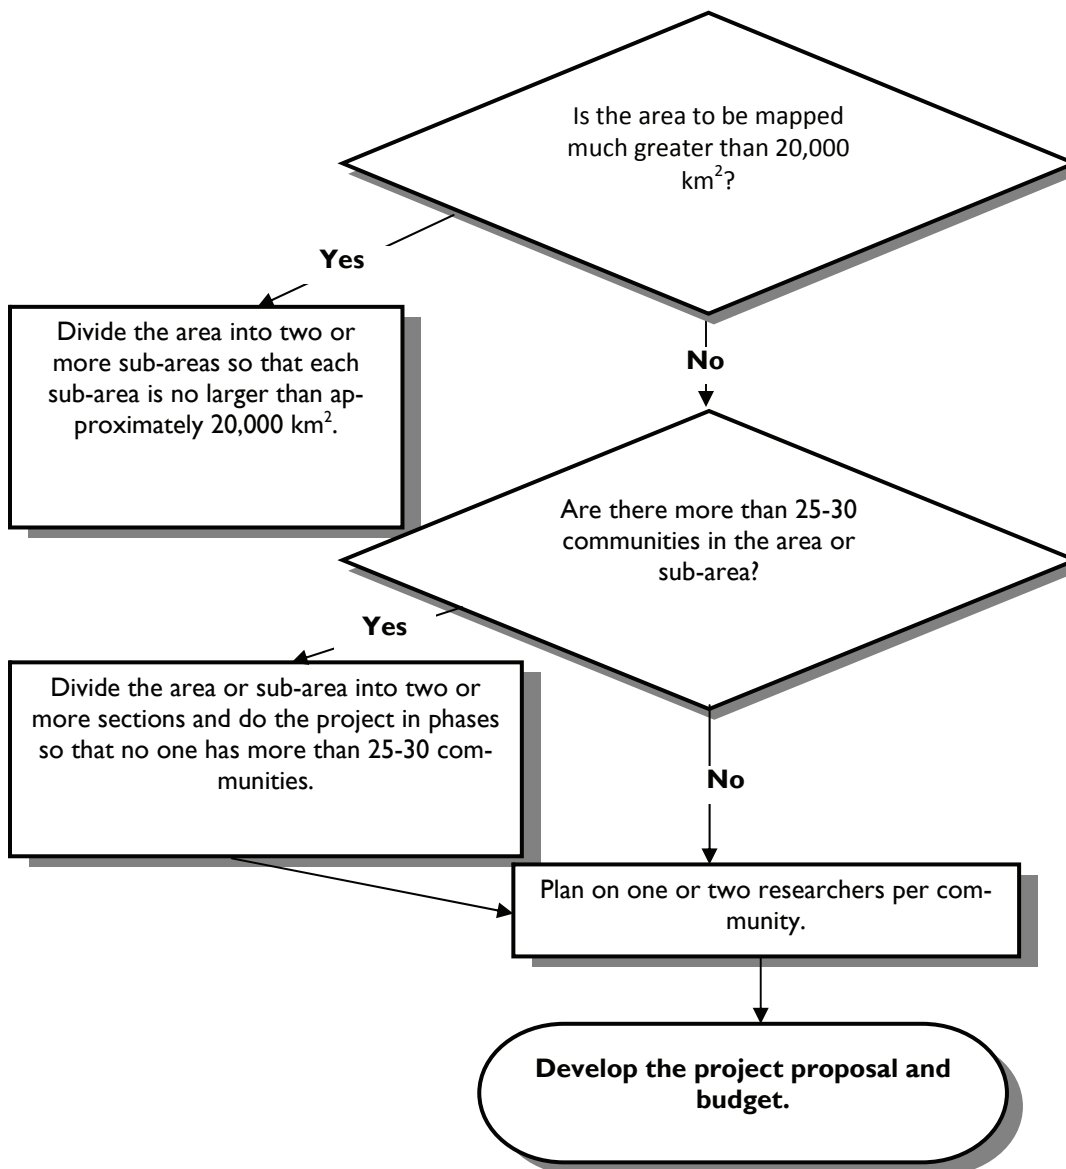 Is the area to be mapped
much greater than 20,000
km²?
Yes
Divide the area into two or
more sub-areas so that each
sub-area is no larger than ap-
proximately 20,000 km².
No
Are there more than 25-30
communities in the area or
sub-area?
Yes
Divide the area or sub-area into two or
more sections and do the project in phases
so that no one has more than 25-30 com-
munities.
No
Plan on one or two researchers per com-
munity.
Develop the project proposal and
budget.